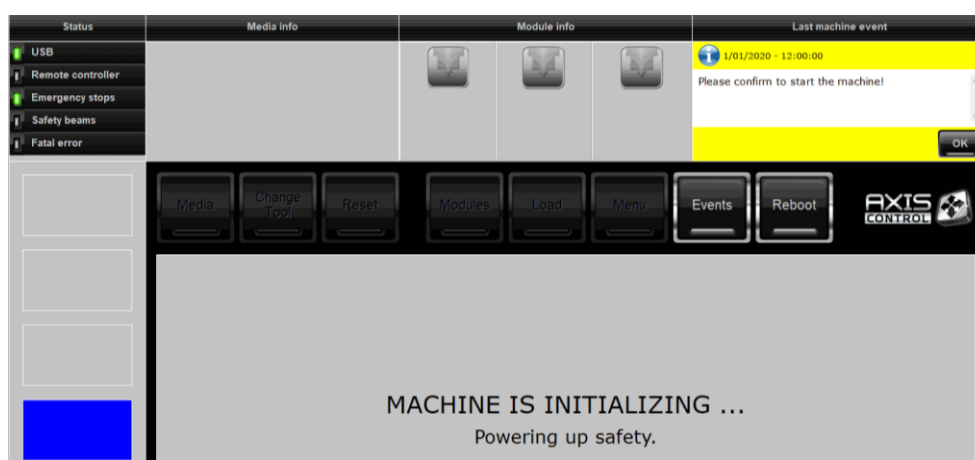 Status
Media info
Module info
Last machine event
USB
Remote controller
Emergency stops
Safety beams
Fatal error
1/01/2020 - 12:00:00
Please confirm to start the machine!
OK
Media
Change
Tool
Reset
Modules
Load
Menu
Events
Reboot
AXIS
CONTROL
MACHINE IS INITIALIZING ...
Powering up safety.